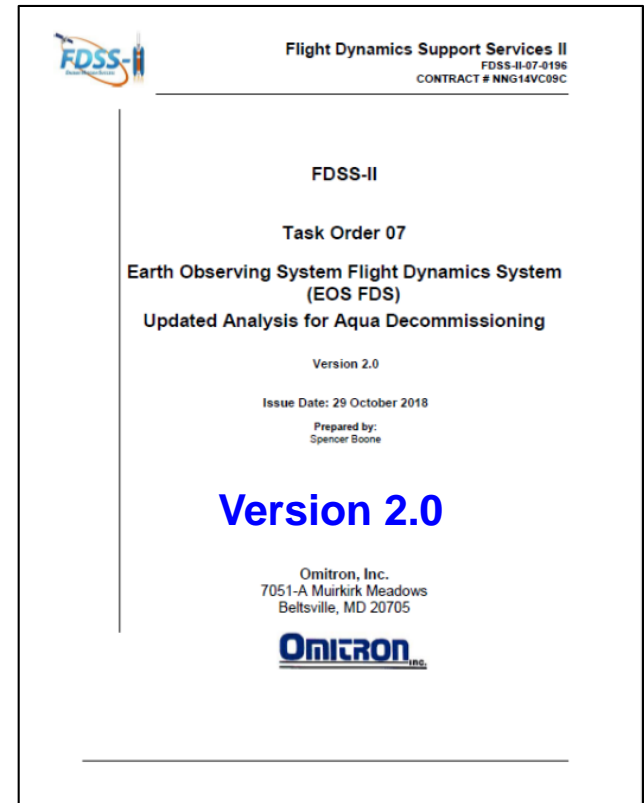 FDSS-II
Flight Dynamics Support Services II
FDSS-II-07-0196
CONTRACT # NNG14VC09C
FDSS-II
Task Order 07
Earth Observing System Flight Dynamics System
(EOS FDS)
Updated Analysis for Aqua Decommissioning
Version 2.0
Issue Date: 29 October 2018
Prepared by:
Spencer Boone
Version 2.0
Omitron, Inc.
7051-A Muirkirk Meadows
Beltsville, MD 20705
OMITRON inc.